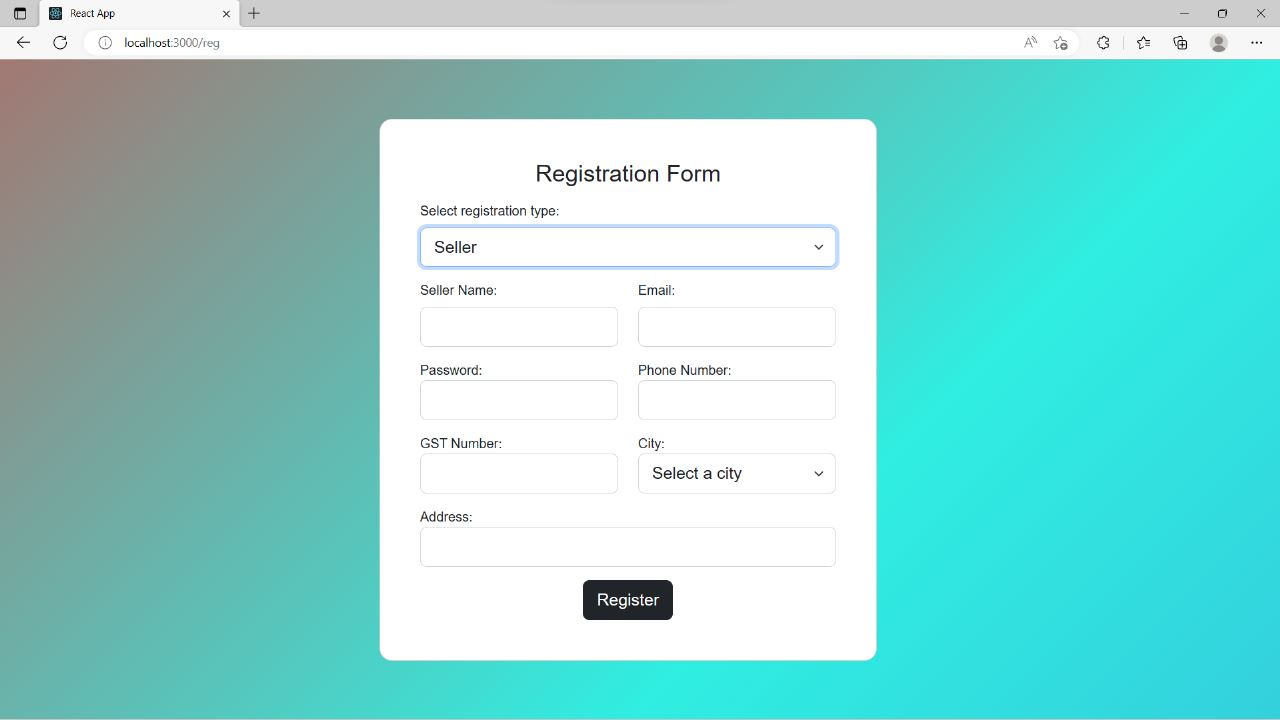 React App
localhost:3000/reg
Registration Form
Select registration type:
Seller
Seller Name:
Email:
Password:
Phone Number:
GST Number:
City:
Select a city
Address:
Register